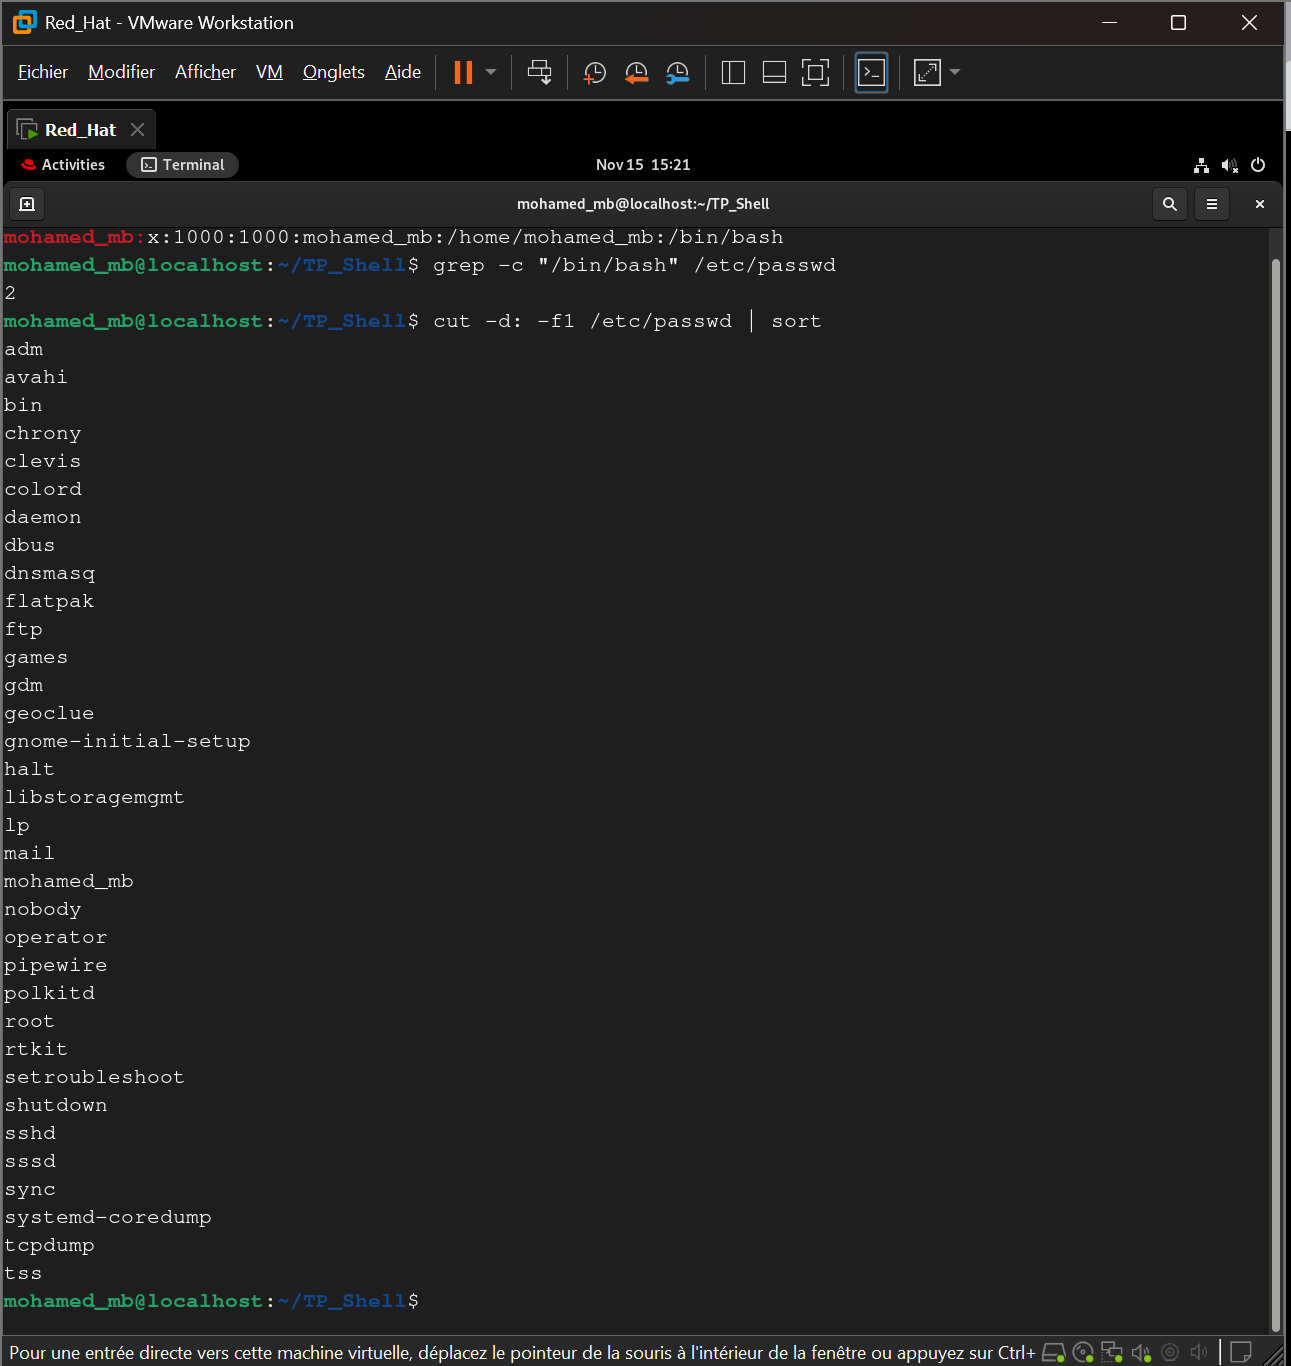 Red_Hat - VMware Workstation
Fichier Modifier Afficher VM Onglets Aide
Red_Hat
Activities Terminal Nov 15 15:21
mohamed_mb@localhost:~/TP_Shell
mohamed_mb:x:1000:1000:mohamed_mb:/home/mohamed_mb:/bin/bash
mohamed_mb@localhost:~/TP_Shell$ grep -c "/bin/bash" /etc/passwd
2
mohamed_mb@localhost:~/TP_Shell$ cut -d: -f1 /etc/passwd | sort
adm
avahi
bin
chrony
clevis
colord
daemon
dbus
dnsmasq
flatpak
ftp
games
gdm
geoclue
gnome-initial-setup
halt
libstoragemgmt
lp
mail
mohamed_mb
nobody
operator
pipewire
polkitd
root
rtkit
setroubleshoot
shutdown
sshd
sssd
sync
systemd-coredump
tcpdump
tss
mohamed_mb@localhost:~/TP_Shell$
Pour une entrée directe vers cette machine virtuelle, déplacez le pointeur de la souris à l'intérieur de la fenêtre ou appuyez sur Ctrl+